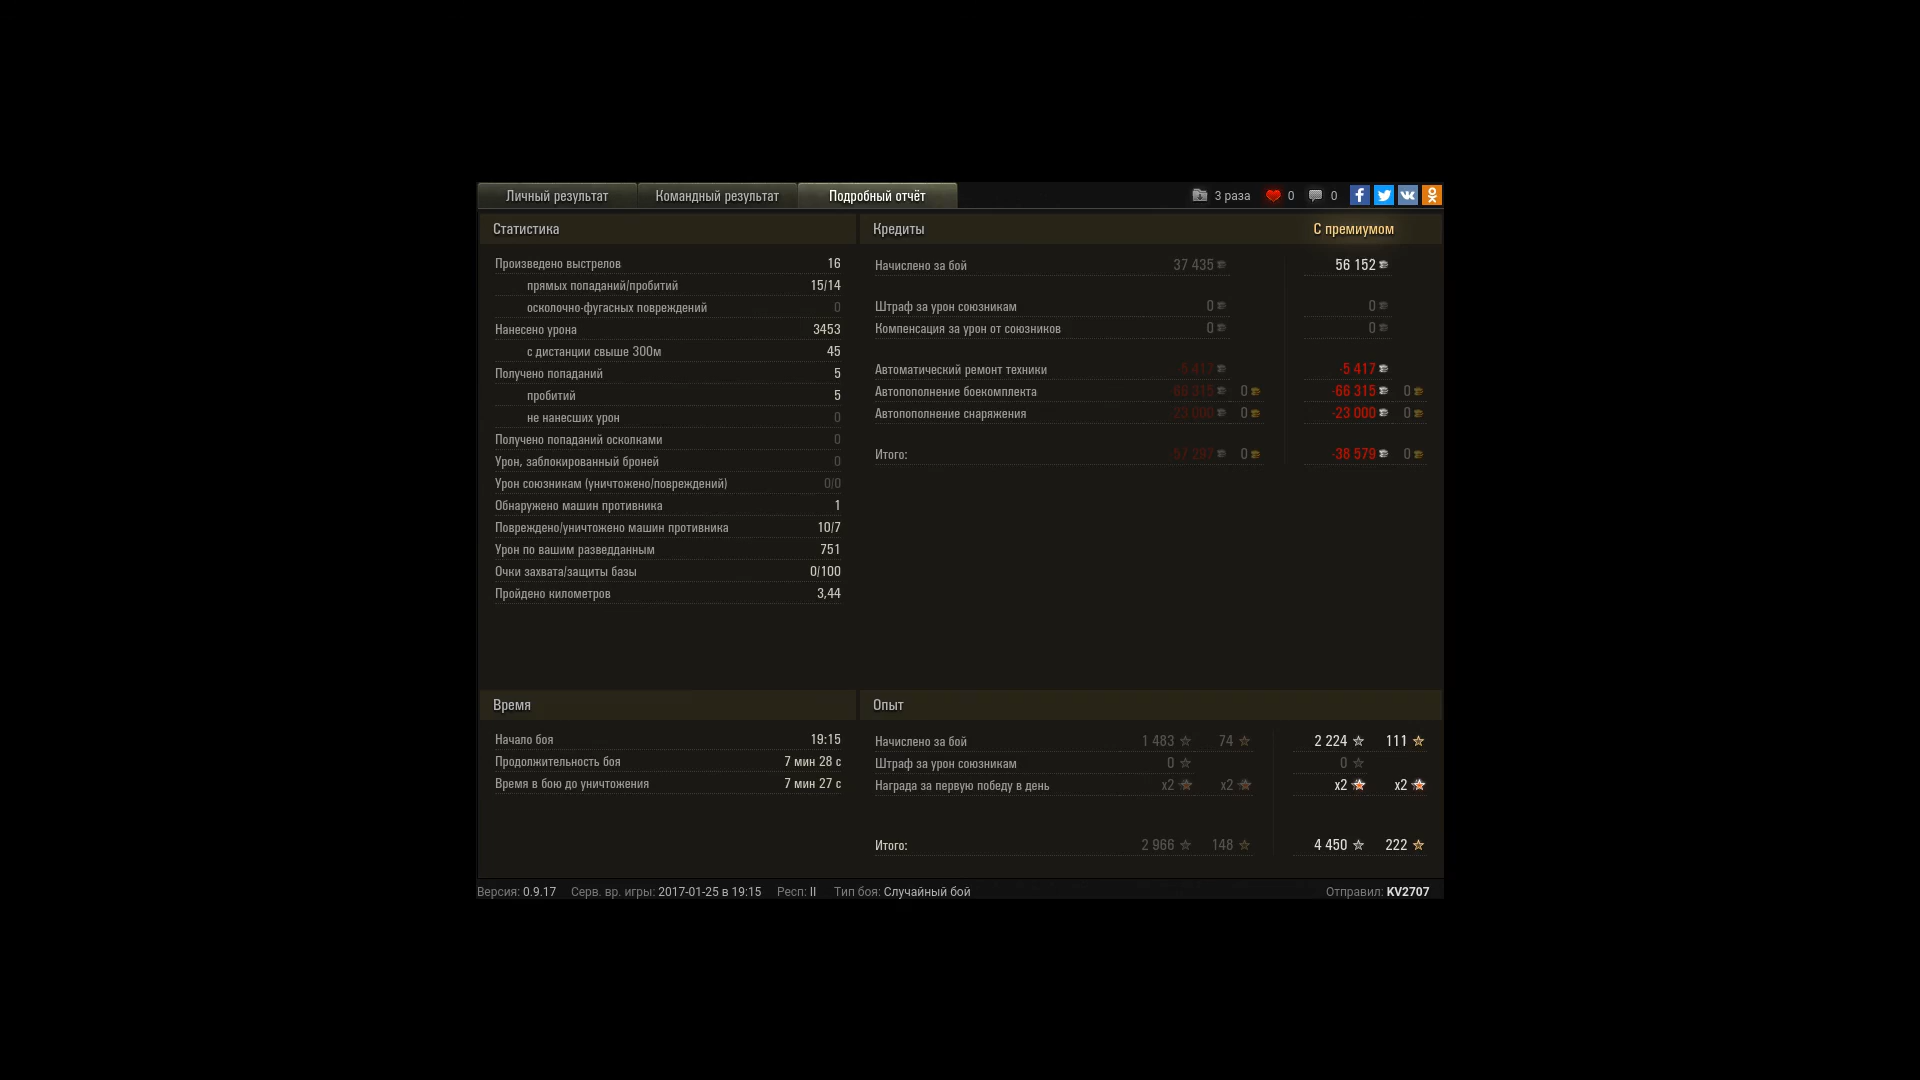 Личный результат Командный результат Подробный отчёт 3 раза 0 0
Статистика
Произведено выстрелов 16
прямых попаданий/пробитий 15/14
осколочно-фугасных повреждений 0
Нанесено урона 3453
с дистанции свыше 300м 45
Получено попаданий 5
пробитий 5
не нанесших урон 0
Получено попаданий осколками 0
Урон, заблокированный броней 0
Урон союзникам (уничтожено/повреждений) 0/0
Обнаружено машин противника 1
Повреждено/уничтожено машин противника 10/7
Урон по вашим разведданным 751
Очки захвата/защиты базы 0/100
Пройдено километров 3,44
Кредиты С премиумом
Начислено за бой 37 435 56 152
Штраф за урон союзникам 0 0
Компенсация за урон от союзников 0 0
Автоматический ремонт техники -5 417 -5 417
Автопополнение боекомплекта -66 315 0 -66 315 0
Автопополнение снаряжения -23 000 0 -23 000 0
Итого: -57 297 0 -38 579 0
Время
Начало боя 19:15
Продолжительность боя 7 мин 28 с
Время в бою до уничтожения 7 мин 27 с
Опыт
Начислено за бой 1 483 74 2 224 111
Штраф за урон союзникам 0 0
Награда за первую победу в день x2 x2 x2 x2
Итого: 2 966 148 4 450 222
Версия: 0.9.17 Серв. вр. игры: 2017-01-25 в 19:15 Респ: II Тип боя: Случайный бой Отправил: KV2707